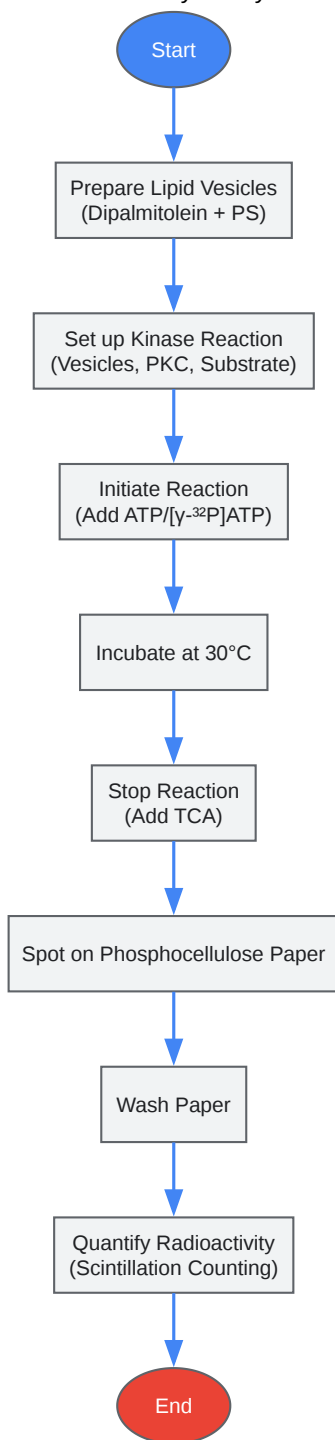 Start
Prepare Lipid Vesicles
(Dipalmitolein + PS)
Set up Kinase Reaction
(Vesicles, PKC, Substrate)
Initiate Reaction
(Add ATP/[γ-³²P]ATP)
Incubate at 30°C
Stop Reaction
(Add TCA)
Spot on Phosphocellulose Paper
Wash Paper
Quantify Radioactivity
(Scintillation Counting)
End